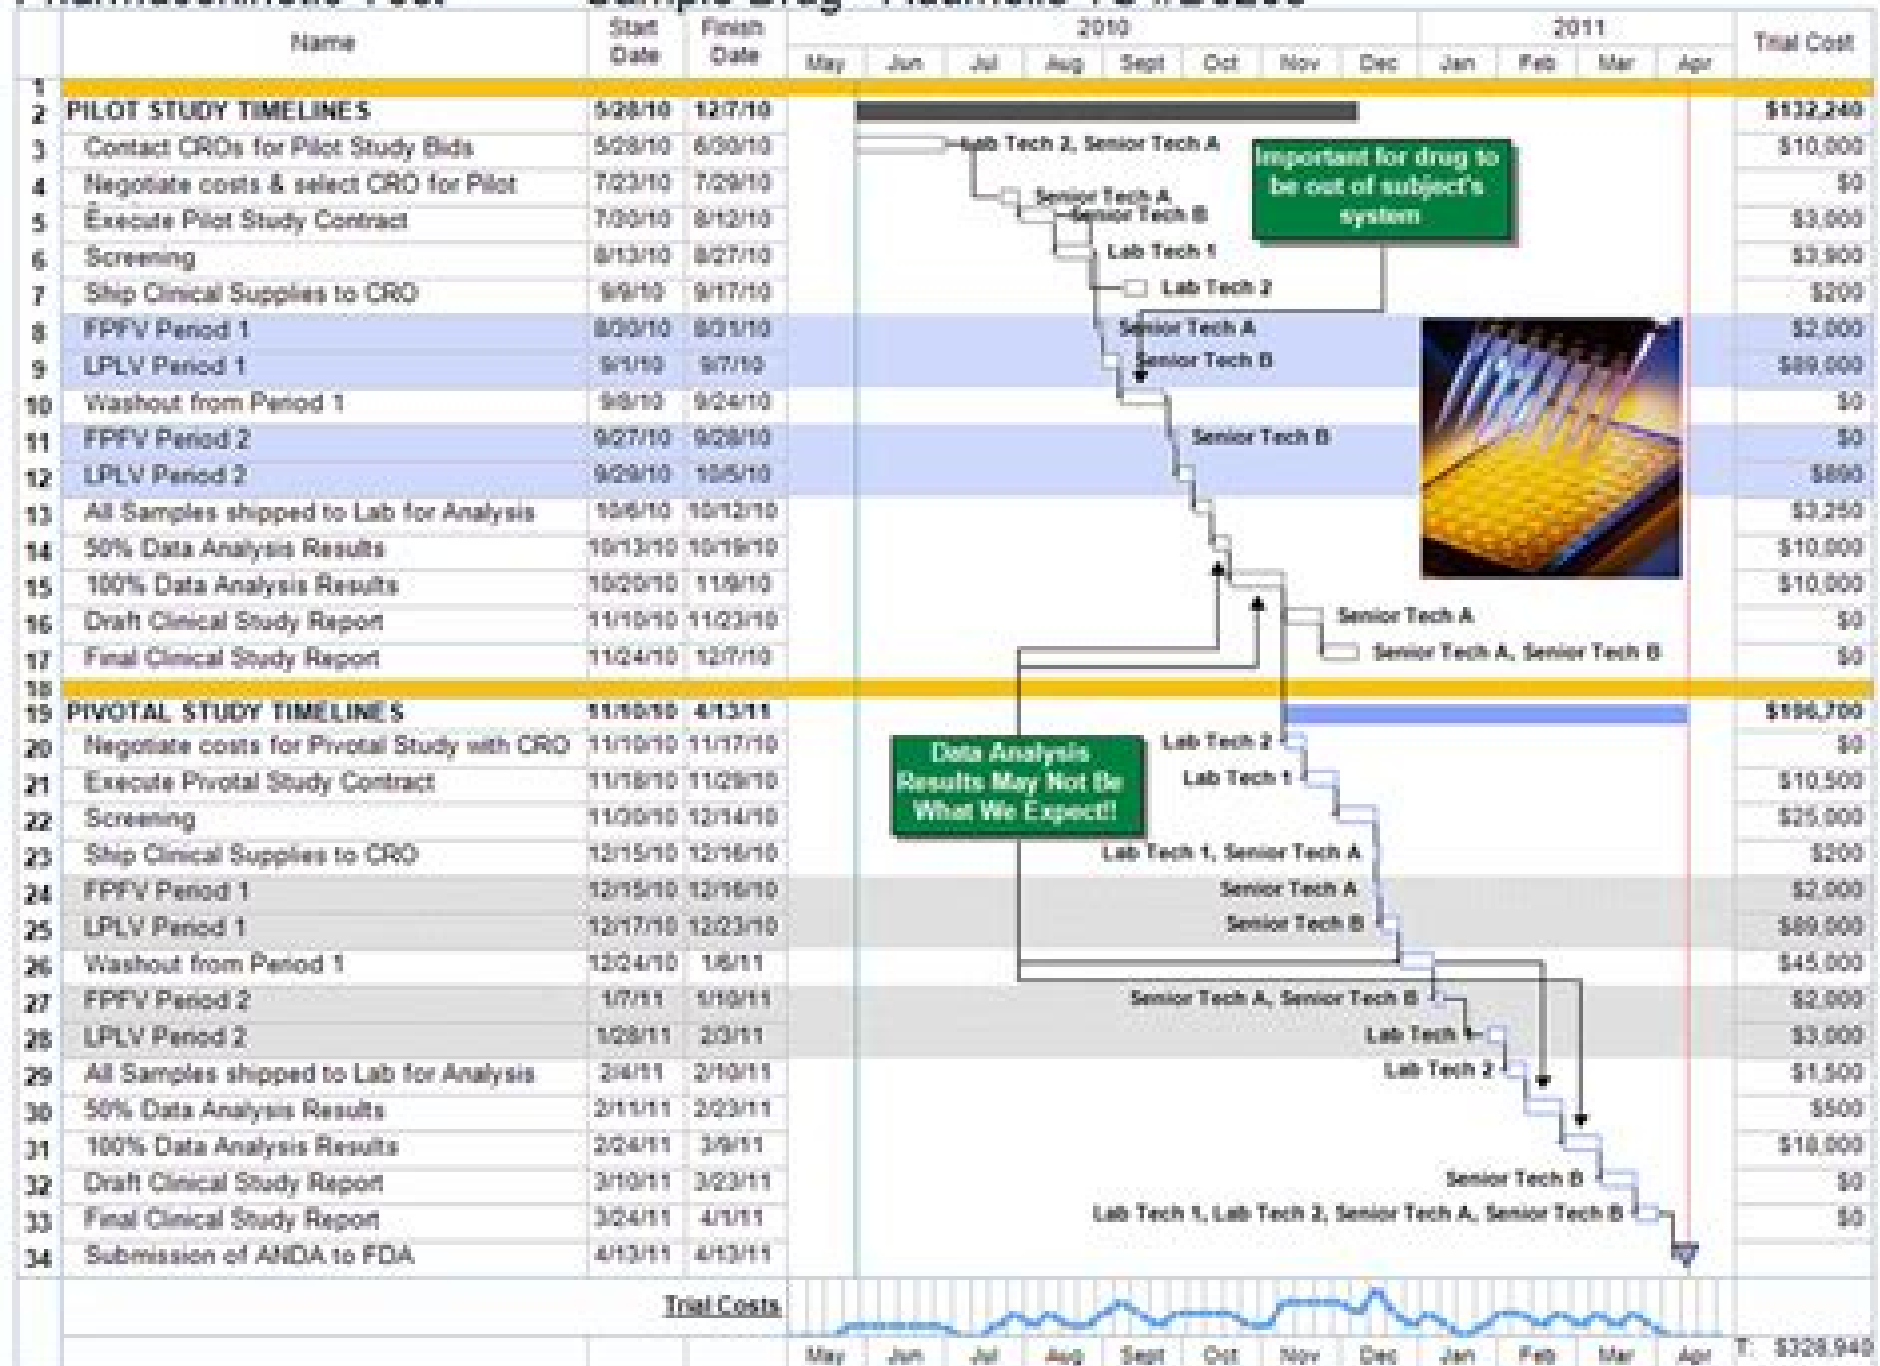 Name Start Date Finish Date 2010 2011 Trial Cost
May Jun Jul Aug Sept Oct Nov Dec Jan Feb Mar Apr
1
2 PILOT STUDY TIMELINES 5/28/10 12/7/10 $132,240
3 Contact CROs for Pilot Study Bids 5/28/10 6/30/10 Lab Tech 2, Senior Tech A $10,000
4 Negotiate costs & select CRO for Pilot 7/23/10 7/29/10 Senior Tech A $0
5 Execute Pilot Study Contract 7/30/10 8/12/10 Senior Tech B $3,000
Important for drug to
be out of subject's
system
6 Screening 8/13/10 8/27/10 Lab Tech 1 $3,900
7 Ship Clinical Supplies to CRO 9/9/10 9/17/10 Lab Tech 2 $200
8 FPFV Period 1 8/30/10 8/31/10 Senior Tech A $2,000
9 LPLV Period 1 9/1/10 9/7/10 Senior Tech B $89,000
10 Washout from Period 1 9/8/10 9/24/10 $0
11 FPFV Period 2 9/27/10 9/28/10 Senior Tech B $0
12 LPLV Period 2 9/29/10 10/5/10 $890
13 All Samples shipped to Lab for Analysis 10/6/10 10/12/10 $3,250
14 50% Data Analysis Results 10/13/10 10/19/10 $10,000
15 100% Data Analysis Results 10/20/10 11/9/10 $10,000
16 Draft Clinical Study Report 11/10/10 11/23/10 Senior Tech A $0
17 Final Clinical Study Report 11/24/10 12/7/10 Senior Tech A, Senior Tech B $0
18
19 PIVOTAL STUDY TIMELINES 11/10/10 4/13/11 $196,700
20 Negotiate costs for Pivotal Study with CRO 11/10/10 11/17/10 Lab Tech 2 $0
21 Execute Pivotal Study Contract 11/18/10 11/29/10 Lab Tech 1 $10,500
Data Analysis
Results May Not Be
What We Expect!!
22 Screening 11/30/10 12/14/10 $25,000
23 Ship Clinical Supplies to CRO 12/15/10 12/16/10 Lab Tech 1, Senior Tech A $200
24 FPFV Period 1 12/15/10 12/16/10 Senior Tech A $2,000
25 LPLV Period 1 12/17/10 12/23/10 Senior Tech B $89,000
26 Washout from Period 1 12/24/10 1/6/11 $45,000
27 FPFV Period 2 1/7/11 1/10/11 Senior Tech A, Senior Tech B $2,000
28 LPLV Period 2 1/28/11 2/3/11 Lab Tech $3,000
29 All Samples shipped to Lab for Analysis 2/4/11 2/10/11 Lab Tech 2 $1,500
30 50% Data Analysis Results 2/11/11 2/23/11 $500
31 100% Data Analysis Results 2/24/11 3/9/11 $18,000
32 Draft Clinical Study Report 3/10/11 3/23/11 Senior Tech B $0
33 Final Clinical Study Report 3/24/11 4/1/11 Lab Tech 1, Lab Tech 2, Senior Tech A, Senior Tech B $0
34 Submission of ANDA to FDA 4/13/11 4/13/11
Trial Costs
May Jun Jul Aug Sept Oct Nov Dec Jan Feb Mar Apr T: $328,940